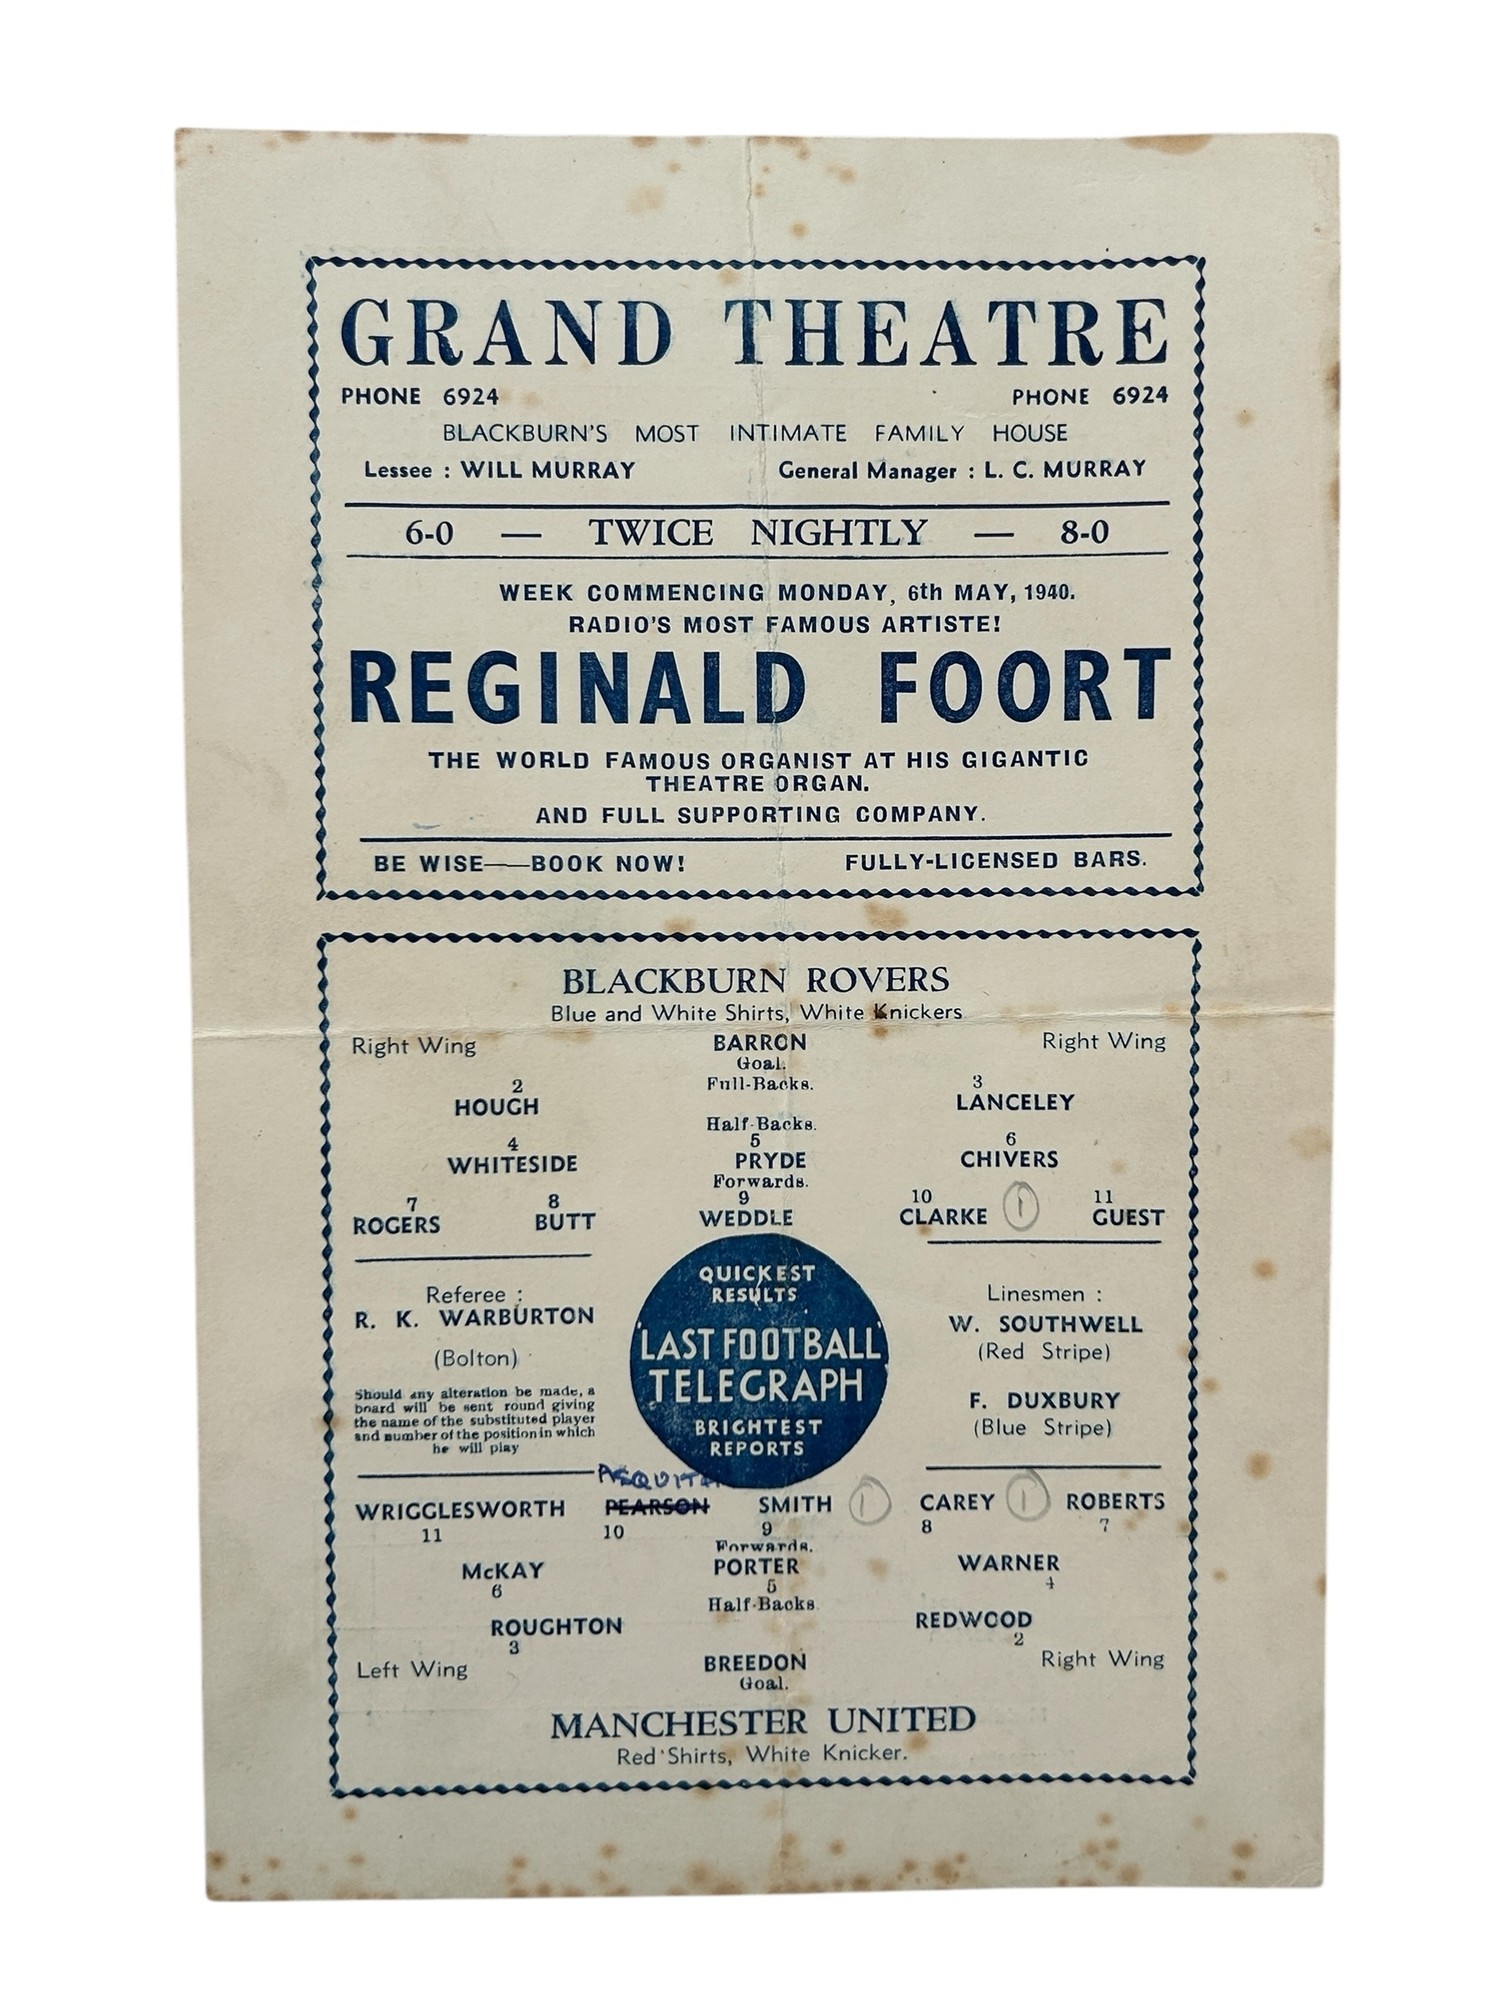 GRAND THEATRE
PHONE 6924 PHONE 6924
BLACKBURN'S MOST INTIMATE FAMILY HOUSE
Lessee : WILL MURRAY General Manager : L. C. MURRAY
6-0 — TWICE NIGHTLY — 8-0
WEEK COMMENCING MONDAY, 6th MAY, 1940.
RADIO'S MOST FAMOUS ARTISTE!
REGINALD FOORT
THE WORLD FAMOUS ORGANIST AT HIS GIGANTIC
THEATRE ORGAN.
AND FULL SUPPORTING COMPANY.
BE WISE——BOOK NOW! FULLY-LICENSED BARS.
BLACKBURN ROVERS
Blue and White Shirts, White Knickers
Right Wing BARRON Right Wing
Goal.
Full-Backs.
2 3
HOUGH LANCELEY
Half-Backs.
4 5 6
WHITESIDE PRYDE CHIVERS
Forwards.
7 8 9 10 11
ROGERS BUTT WEDDLE CLARKE 1 GUEST
Referee :
R. K. WARBURTON
(Bolton)
Should any alteration be made, a
board will be sent round giving
the name of the substituted player
and number of the position in which
he will play
QUICKEST
RESULTS
'LAST FOOTBALL'
TELEGRAPH
BRIGHTEST
REPORTS
Linesmen :
W. SOUTHWELL
(Red Stripe)
F. DUXBURY
(Blue Stripe)
WRIGGLESWORTH PEARSON SMITH 1 CAREY 1 ROBERTS
11 10 9 8 7
Forwards.
McKAY PORTER WARNER
6 5 4
Half-Backs
ROUGHTON REDWOOD
3 2
Left Wing BREEDON Right Wing
Goal.
MANCHESTER UNITED
Red Shirts, White Knicker.